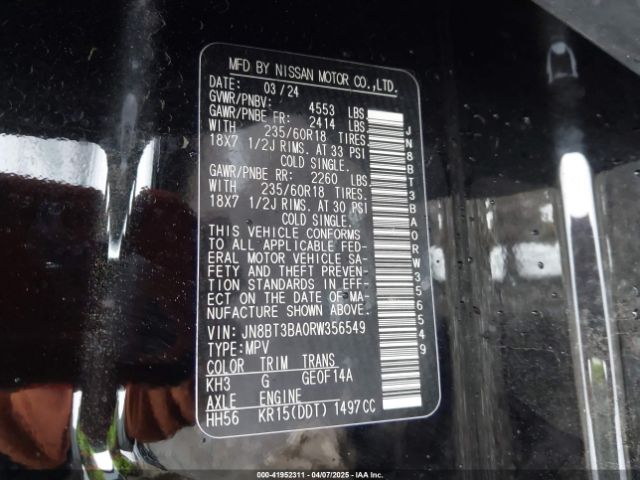 MFD BY NISSAN MOTOR CO.,LTD.
DATE: 03/24
GVWR/PNBV: 4553 LBS.
GAWR/PNBE FR: 2414 LBS.
WITH 235/60R18 TIRES.
18X7 1/2J RIMS. AT 33 PSI
COLD SINGLE.
GAWR/PNBE RR: 2260 LBS.
WITH 235/60R18 TIRES.
18X7 1/2J RIMS. AT 30 PSI
COLD SINGLE.
THIS VEHICLE CONFORMS
TO ALL APPLICABLE FED-
ERAL MOTOR VEHICLE SA-
FETY AND THEFT PREVEN-
TION STANDARDS IN EFF-
ECT ON THE DATE OF MA-
NUFACTURE SHOWN ABOVE.
VIN: JN8BT3BA0RW356549
TYPE:MPV
COLOR TRIM TRANS
KH3 G GE0F14A
AXLE ENGINE
HH56 KR15(DDT) 1497CC
JN8BT3BA0RW356549
000-41952311 - 04/07/2025 - IAA Inc.